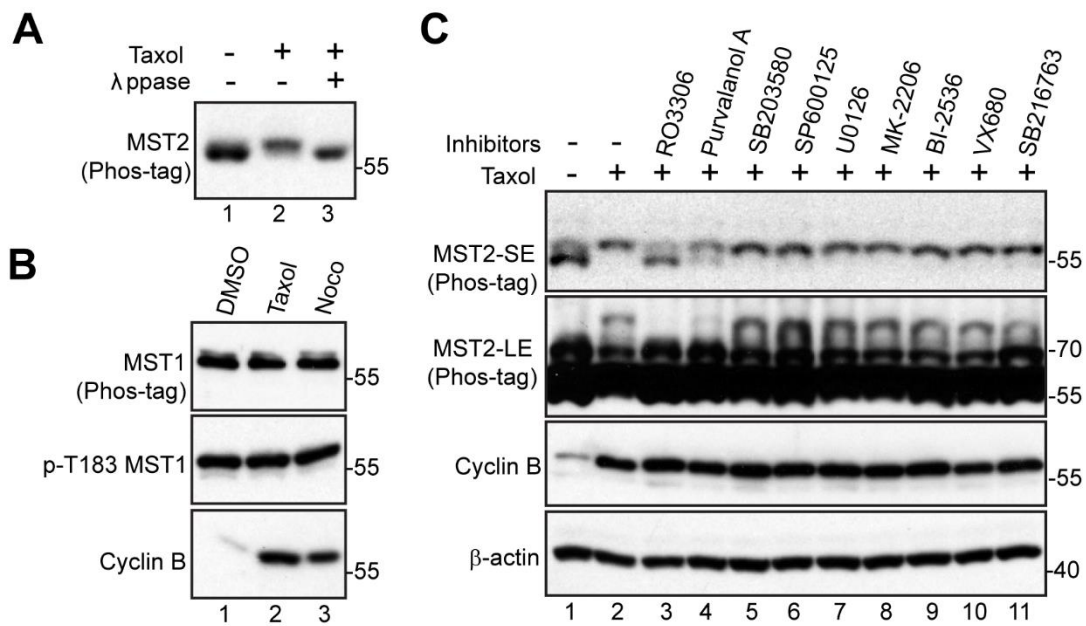 A
Taxol - + +
λ ppase - - +
MST2
(Phos-tag)
-55
1 2 3
B
DMSO Taxol Noco
MST1
(Phos-tag)
-55
p-T183 MST1
-55
Cyclin B
-55
1 2 3
C
Inhibitors - - RO3306 Purvalanol A SB203580 SP600125 U0126 MK-2206 BI-2536 VX680 SB216763
Taxol - + + + + + + + + + +
MST2-SE
(Phos-tag)
-55
MST2-LE
(Phos-tag)
-70
-55
Cyclin B
-55
β-actin
-40
1 2 3 4 5 6 7 8 9 10 11